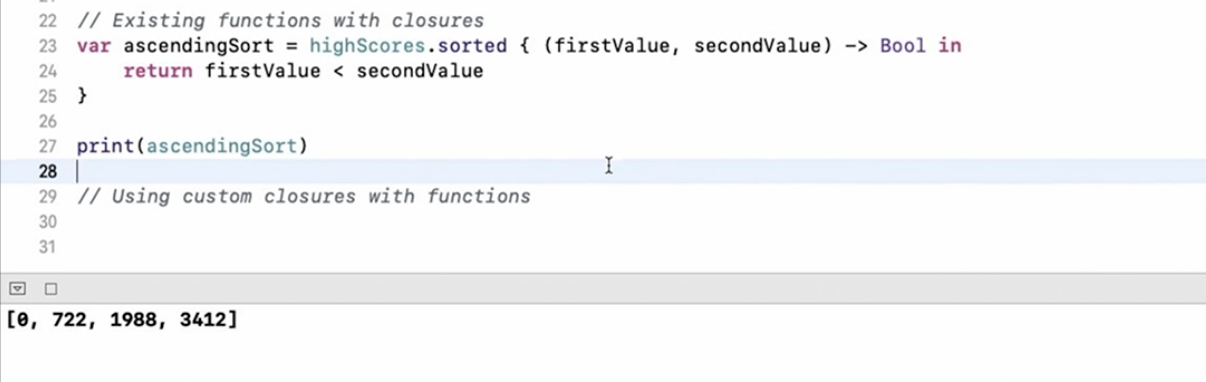 22 // Existing functions with closures
23 var ascendingSort = highScores.sorted { (firstValue, secondValue) -> Bool in
24 return firstValue < secondValue
25 }
26
27 print(ascendingSort)
28
29 // Using custom closures with functions
30
31
[0, 722, 1988, 3412]